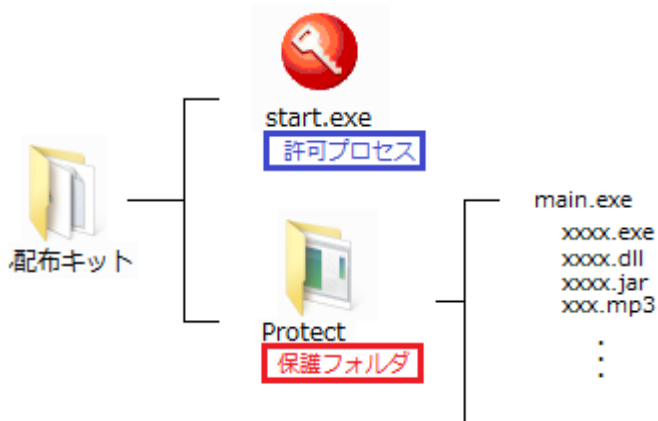 start.exe
許可プロセス
配布キット
Protect
保護フォルダ
main.exe
xxxx.exe
xxxx.dll
xxxx.jar
xxx.mp3